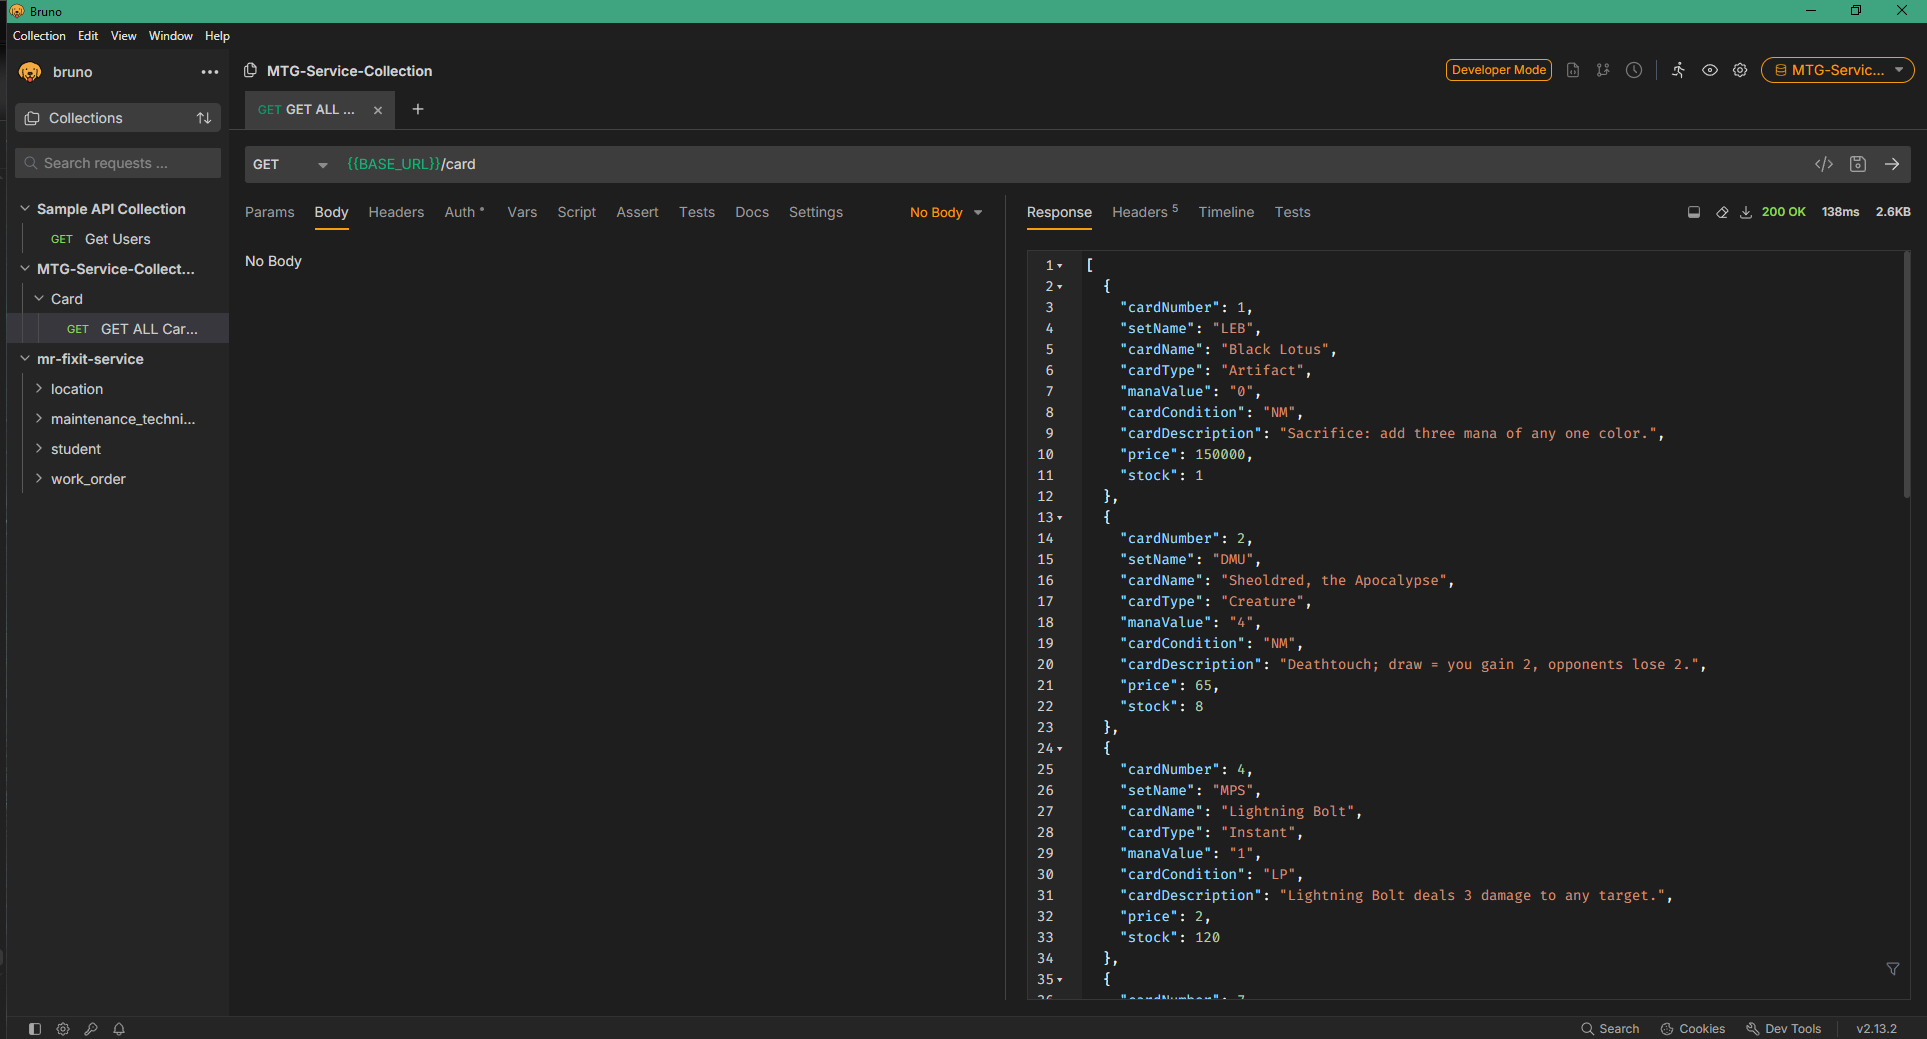 Bruno
Collection Edit View Window Help
bruno
MTG-Service-Collection
Developer Mode
MTG-Servic...
Collections
GET GET ALL ...
Search requests ...
GET {{BASE_URL}}/card
Sample API Collection
GET Get Users
MTG-Service-Collect...
Card
GET GET ALL Car...
mr-fixit-service
location
maintenance_techni...
student
work_order
Params Body Headers Auth Vars Script Assert Tests Docs Settings No Body
No Body
Response Headers 5 Timeline Tests 200 OK 138ms 2.6KB
1 [
2 {
3 "cardNumber": 1,
4 "setName": "LEB",
5 "cardName": "Black Lotus",
6 "cardType": "Artifact",
7 "manaValue": "0",
8 "cardCondition": "NM",
9 "cardDescription": "Sacrifice: add three mana of any one color.",
10 "price": 150000,
11 "stock": 1
12 },
13 {
14 "cardNumber": 2,
15 "setName": "DMU",
16 "cardName": "Sheoldred, the Apocalypse",
17 "cardType": "Creature",
18 "manaValue": "4",
19 "cardCondition": "NM",
20 "cardDescription": "Deathtouch; draw = you gain 2, opponents lose 2.",
21 "price": 65,
22 "stock": 8
23 },
24 {
25 "cardNumber": 4,
26 "setName": "MPS",
27 "cardName": "Lightning Bolt",
28 "cardType": "Instant",
29 "manaValue": "1",
30 "cardCondition": "LP",
31 "cardDescription": "Lightning Bolt deals 3 damage to any target.",
32 "price": 2,
33 "stock": 120
34 },
35 {
Search Cookies Dev Tools v2.13.2